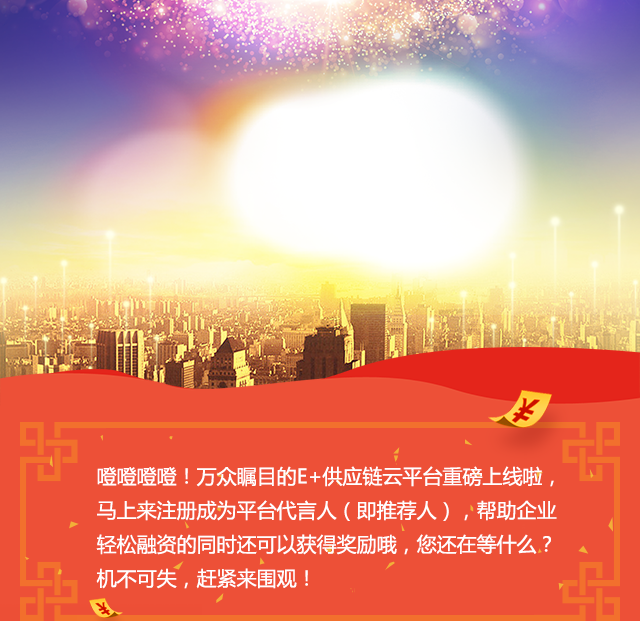 噔噔噔噔！万众瞩目的E+供应链云平台重磅上线啦，
马上来注册成为平台代言人（即推荐人），帮助企业
轻松融资的同时还可以获得奖励哦，您还在等什么？
机不可失，赶紧来围观！
¥
¥